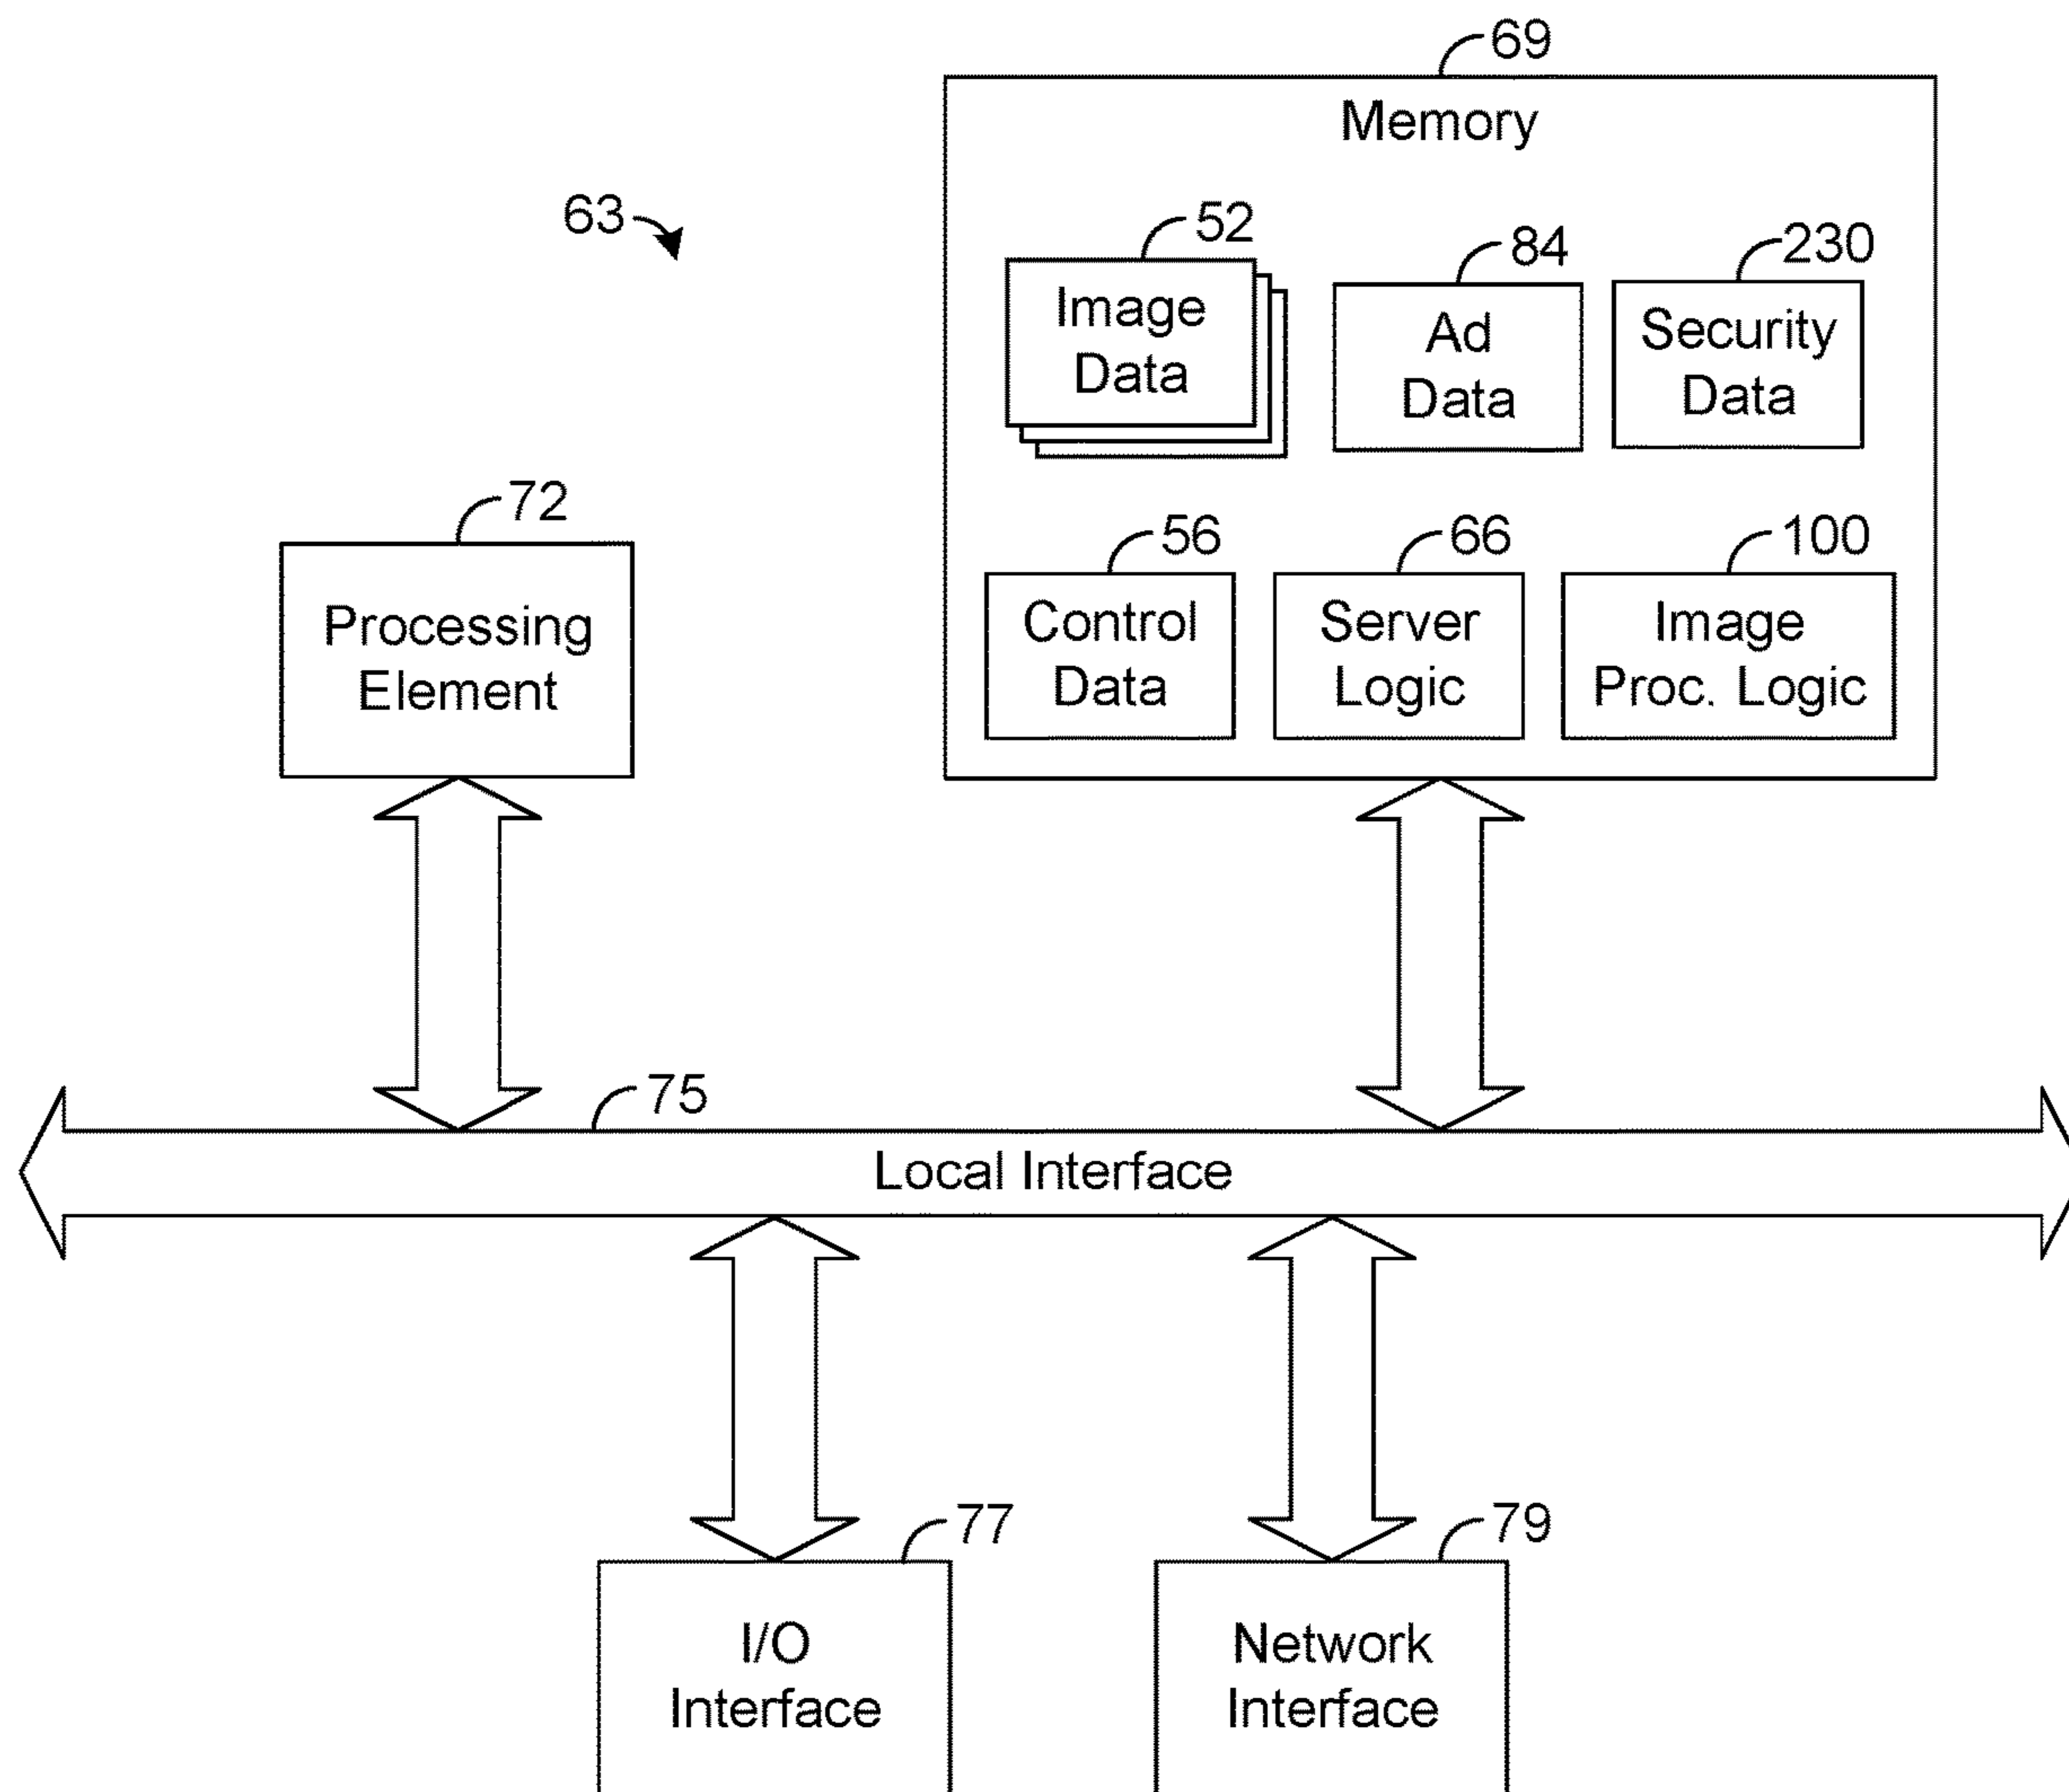 69
Memory
63
52
84
230
Image
Data
Ad
Data
Security
Data
72
56
66
100
Processing
Element
Control
Data
Server
Logic
Image
Proc. Logic
75
Local Interface
77
79
I/O
Interface
Network
Interface